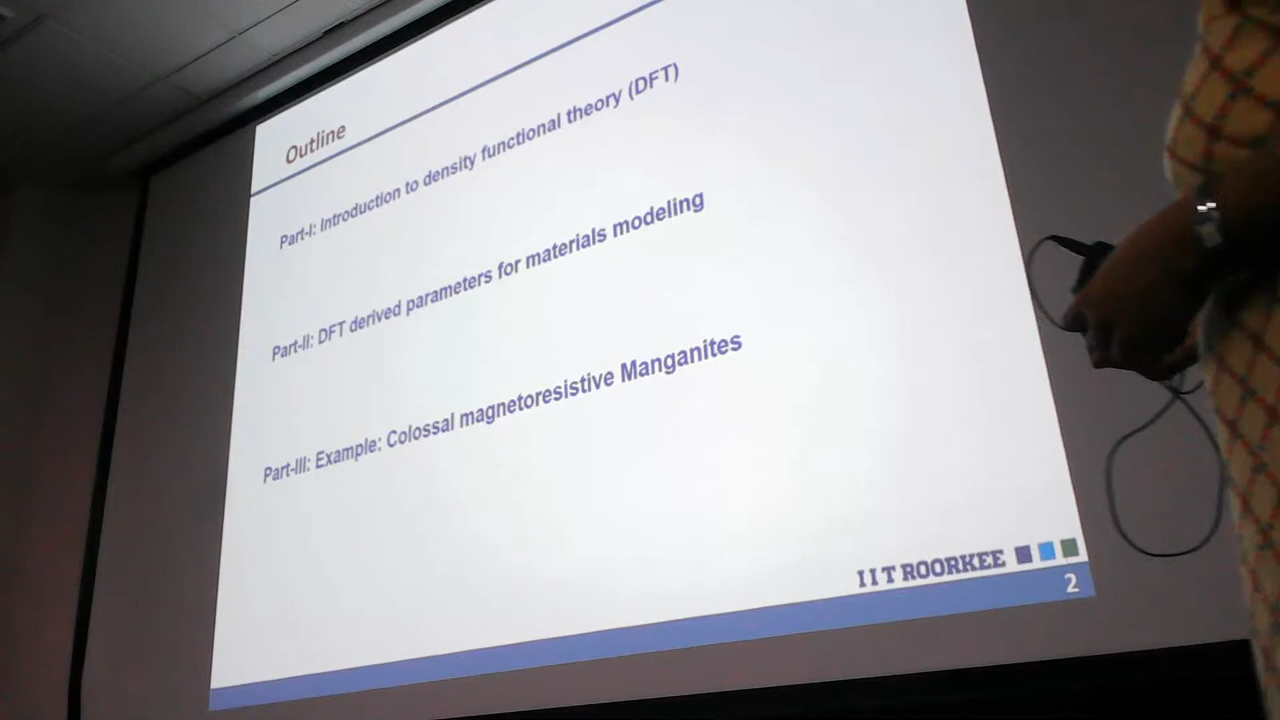 Outline
Part-I: Introduction to density functional theory (DFT)
Part-II: DFT derived parameters for materials modeling
Part-III: Example: Colossal magnetoresistive Manganites
IIT ROORKEE
2